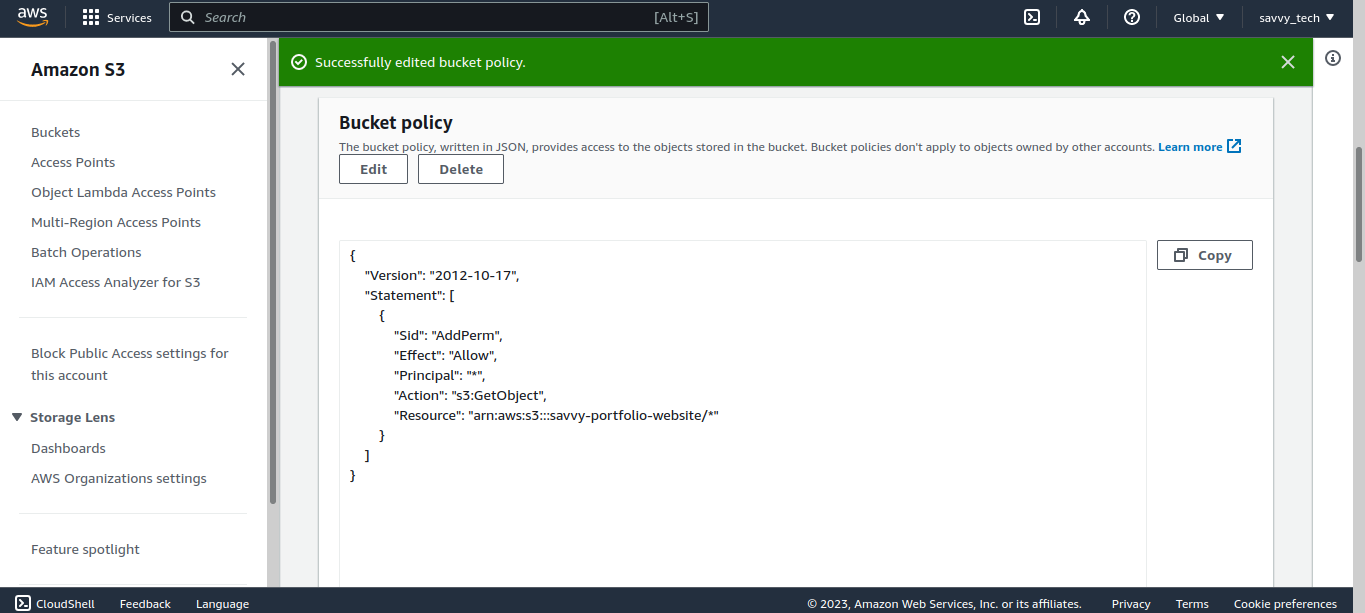 aws Services Search [Alt+S] Global savvy_tech
Amazon S3
Successfully edited bucket policy.
Buckets
Access Points
Object Lambda Access Points
Multi-Region Access Points
Batch Operations
IAM Access Analyzer for S3
Block Public Access settings for
this account
Storage Lens
Dashboards
AWS Organizations settings
Feature spotlight
Bucket policy
The bucket policy, written in JSON, provides access to the objects stored in the bucket. Bucket policies don't apply to objects owned by other accounts. Learn more
Edit Delete
Copy
{
"Version": "2012-10-17",
"Statement": [
{
"Sid": "AddPerm",
"Effect": "Allow",
"Principal": "*",
"Action": "s3:GetObject",
"Resource": "arn:aws:s3:::savvy-portfolio-website/*"
}
]
}
CloudShell Feedback Language © 2023, Amazon Web Services, Inc. or its affiliates. Privacy Terms Cookie preferences